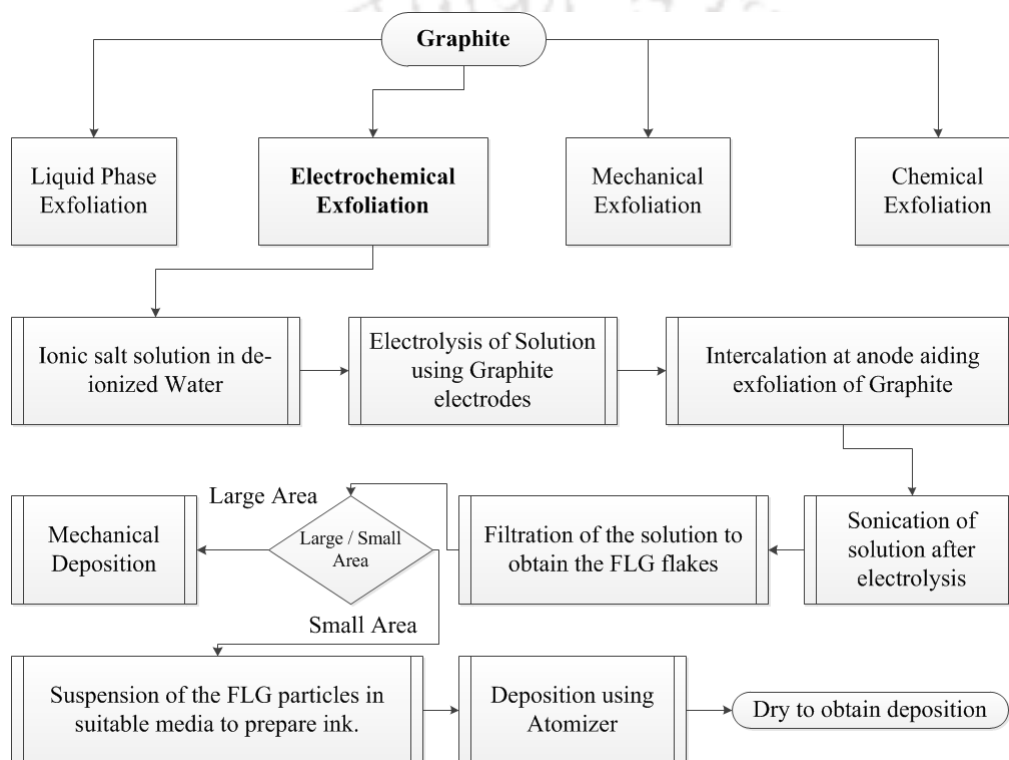 Graphite
Liquid Phase
Exfoliation
Electrochemical
Exfoliation
Mechanical
Exfoliation
Chemical
Exfoliation
Ionic salt solution in de-
ionized Water
Electrolysis of Solution
using Graphite
electrodes
Intercalation at anode aiding
exfoliation of Graphite
Sonication of
solution after
electrolysis
Filtration of the solution to
obtain the FLG flakes
Large / Small
Area
Large Area
Mechanical
Deposition
Small Area
Suspension of the FLG particles in
suitable media to prepare ink.
Deposition using
Atomizer
Dry to obtain deposition